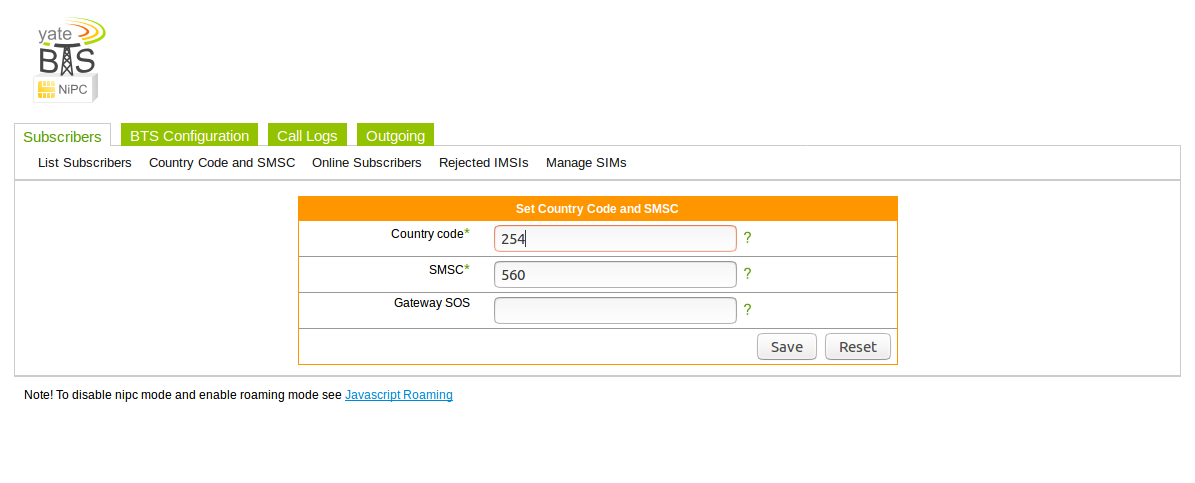 yate
BTS
NiPC
Subscribers BTS Configuration Call Logs Outgoing
List Subscribers Country Code and SMSC Online Subscribers Rejected IMSIs Manage SIMs
Set Country Code and SMSC
Country code* 254 ?
SMSC* 560 ?
Gateway SOS ?
Save Reset
Note! To disable nipc mode and enable roaming mode see Javascript Roaming